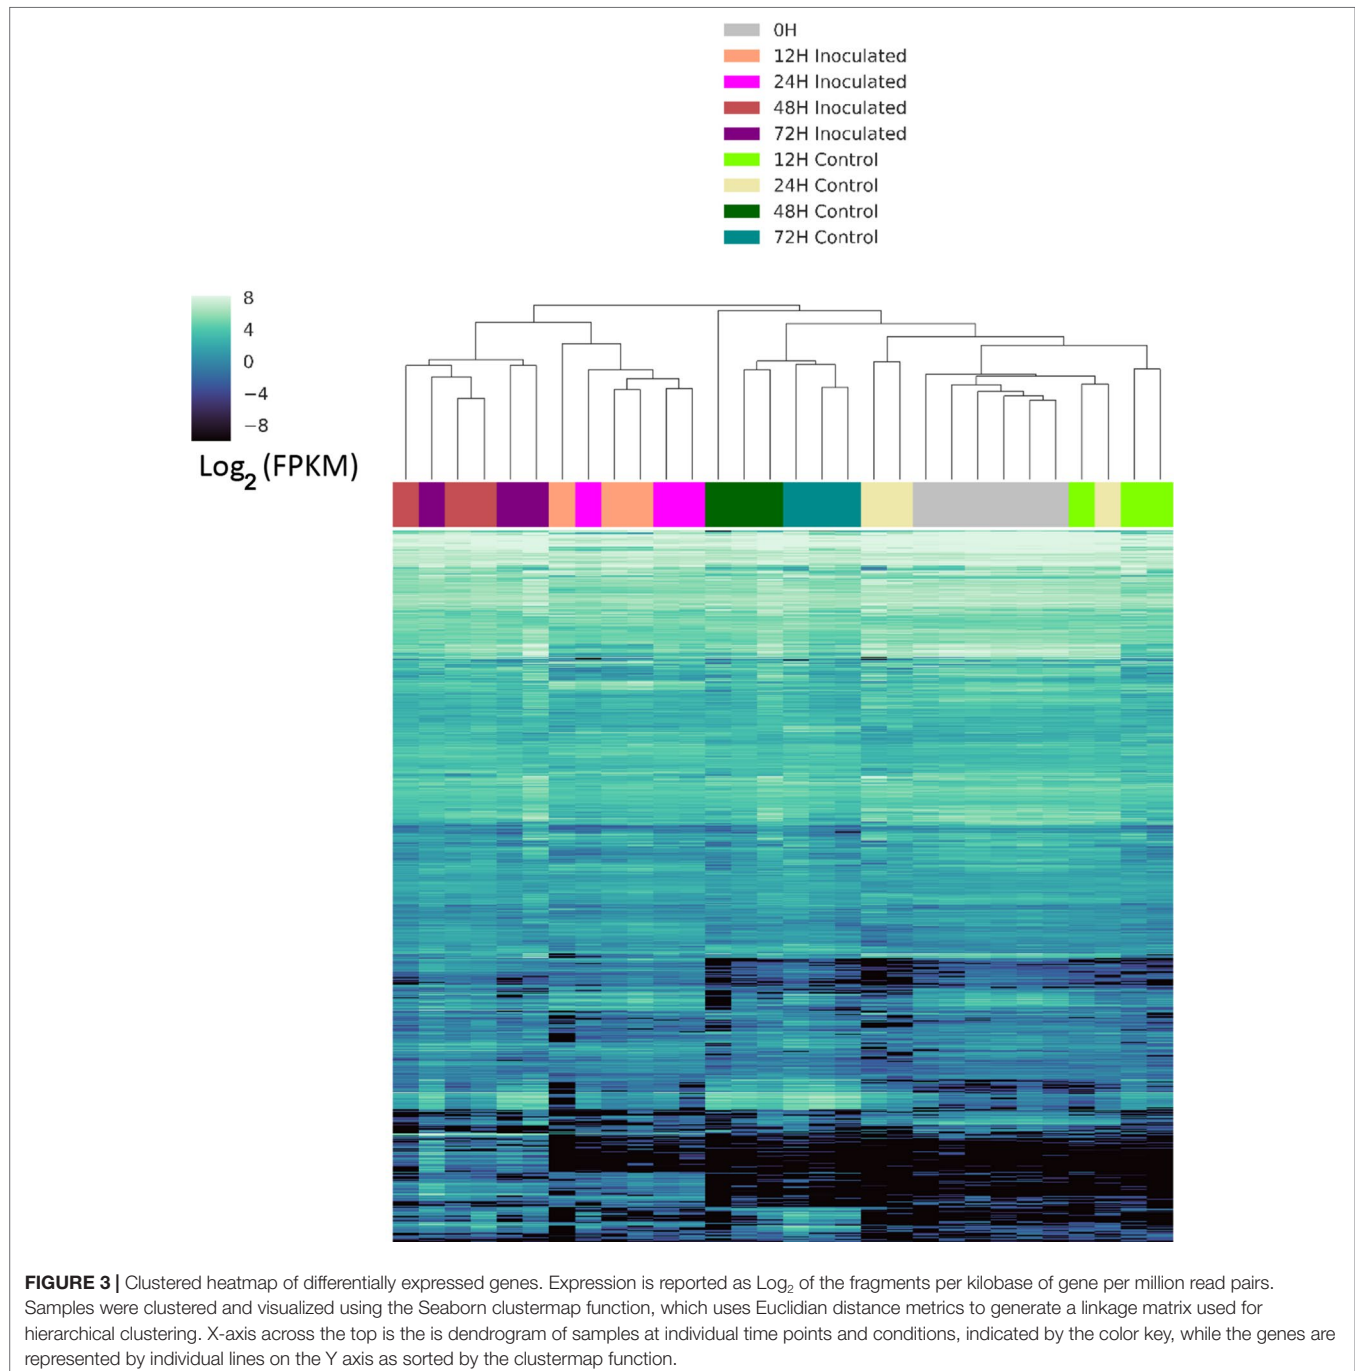 0H
12H Inoculated
24H Inoculated
48H Inoculated
72H Inoculated
12H Control
24H Control
48H Control
72H Control
8
4
0
−4
−8
Log2 (FPKM)
FIGURE 3 | Clustered heatmap of differentially expressed genes. Expression is reported as Log2 of the fragments per kilobase of gene per million read pairs.
Samples were clustered and visualized using the Seaborn clustermap function, which uses Euclidian distance metrics to generate a linkage matrix used for
hierarchical clustering. X-axis across the top is the is dendrogram of samples at individual time points and conditions, indicated by the color key, while the genes are
represented by individual lines on the Y axis as sorted by the clustermap function.